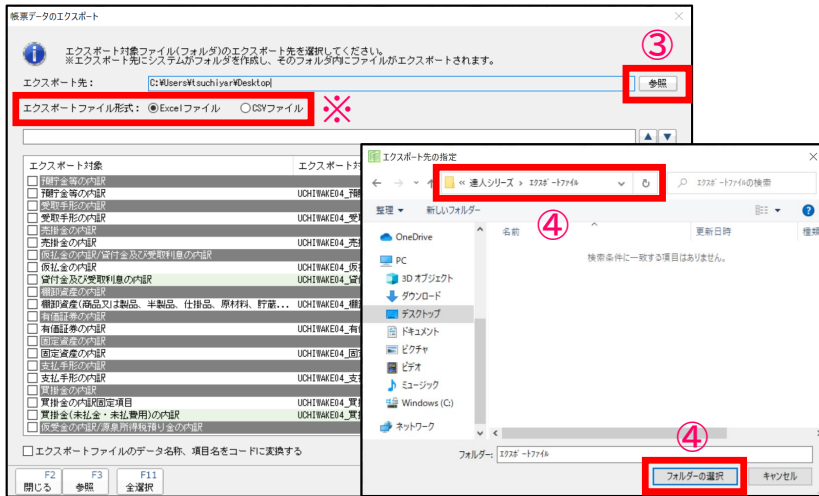 帳票データのエクスポート
エクスポート対象ファイル(フォルダ)のエクスポート先を選択してください。
※エクスポート先にシステムがフォルダを作成し、そのフォルダ内にファイルがエクスポートされます。
③
エクスポート先：
C:¥Users¥tsuchiyar¥Desktop
参照
エクスポートファイル形式： Excelファイル CSVファイル
※
エクスポート対象
エクスポート対
預貯金等の内訳
預貯金等の内訳 UCHIWAKE04_預
受取手形の内訳
受取手形の内訳 UCHIWAKE04_受
売掛金の内訳
売掛金の内訳 UCHIWAKE04_売
仮払金の内訳/貸付金及び受取利息の内訳
仮払金の内訳 UCHIWAKE04_仮
貸付金及び受取利息の内訳 UCHIWAKE04_貸
棚卸資産の内訳
棚卸資産(商品又は製品、半製品、仕掛品、原材料、貯蔵... UCHIWAKE04_棚
有価証券の内訳
有価証券の内訳 UCHIWAKE04_有
固定資産の内訳
固定資産の内訳 UCHIWAKE04_固
支払手形の内訳
支払手形の内訳 UCHIWAKE04_支
買掛金の内訳
買掛金の内訳固定項目 UCHIWAKE04_買
買掛金(未払金・未払費用)の内訳 UCHIWAKE04_買
仮受金の内訳/源泉所得税預り金の内訳
エクスポートファイルのデータ名称、項目名をコードに変換する
F2 閉じる
F3 参照
F11 全選択
エクスポート先の指定
« 達人シリーズ › エクスポートファイル
エクスポートファイルの検索
整理
新しいフォルダー
④
名前
更新日時
種類
検索条件に一致する項目はありません。
OneDrive
PC
3D オブジェクト
ダウンロード
デスクトップ
ドキュメント
ピクチャ
ビデオ
ミュージック
Windows (C:)
ネットワーク
④
フォルダー:
エクスポートファイル
フォルダーの選択
キャンセル